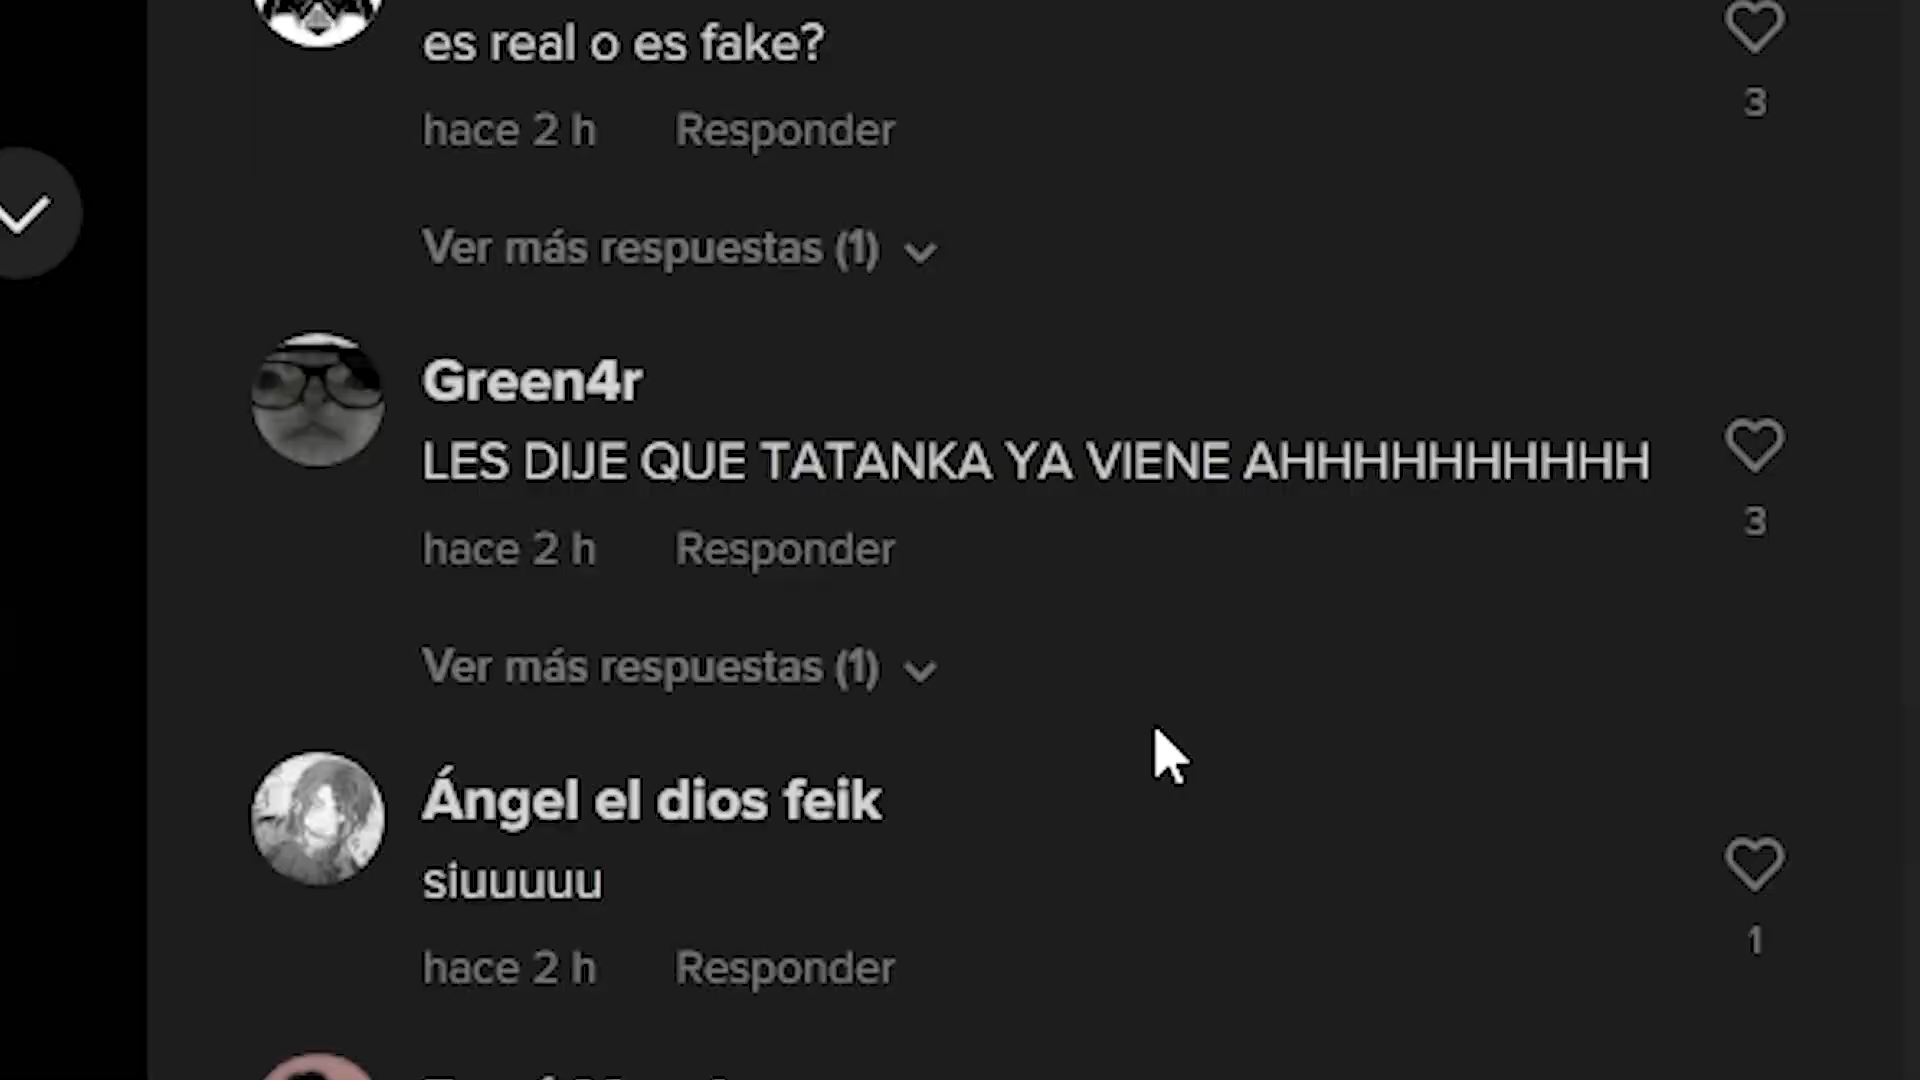 es real o es fake?
3
hace 2 h Responder
Ver más respuestas (1)
Green4r
LES DIJE QUE TATANKA YA VIENE AHHHHHHHHHH
3
hace 2 h Responder
Ver más respuestas (1)
Ángel el dios feik
siuuuuu
1
hace 2 h Responder